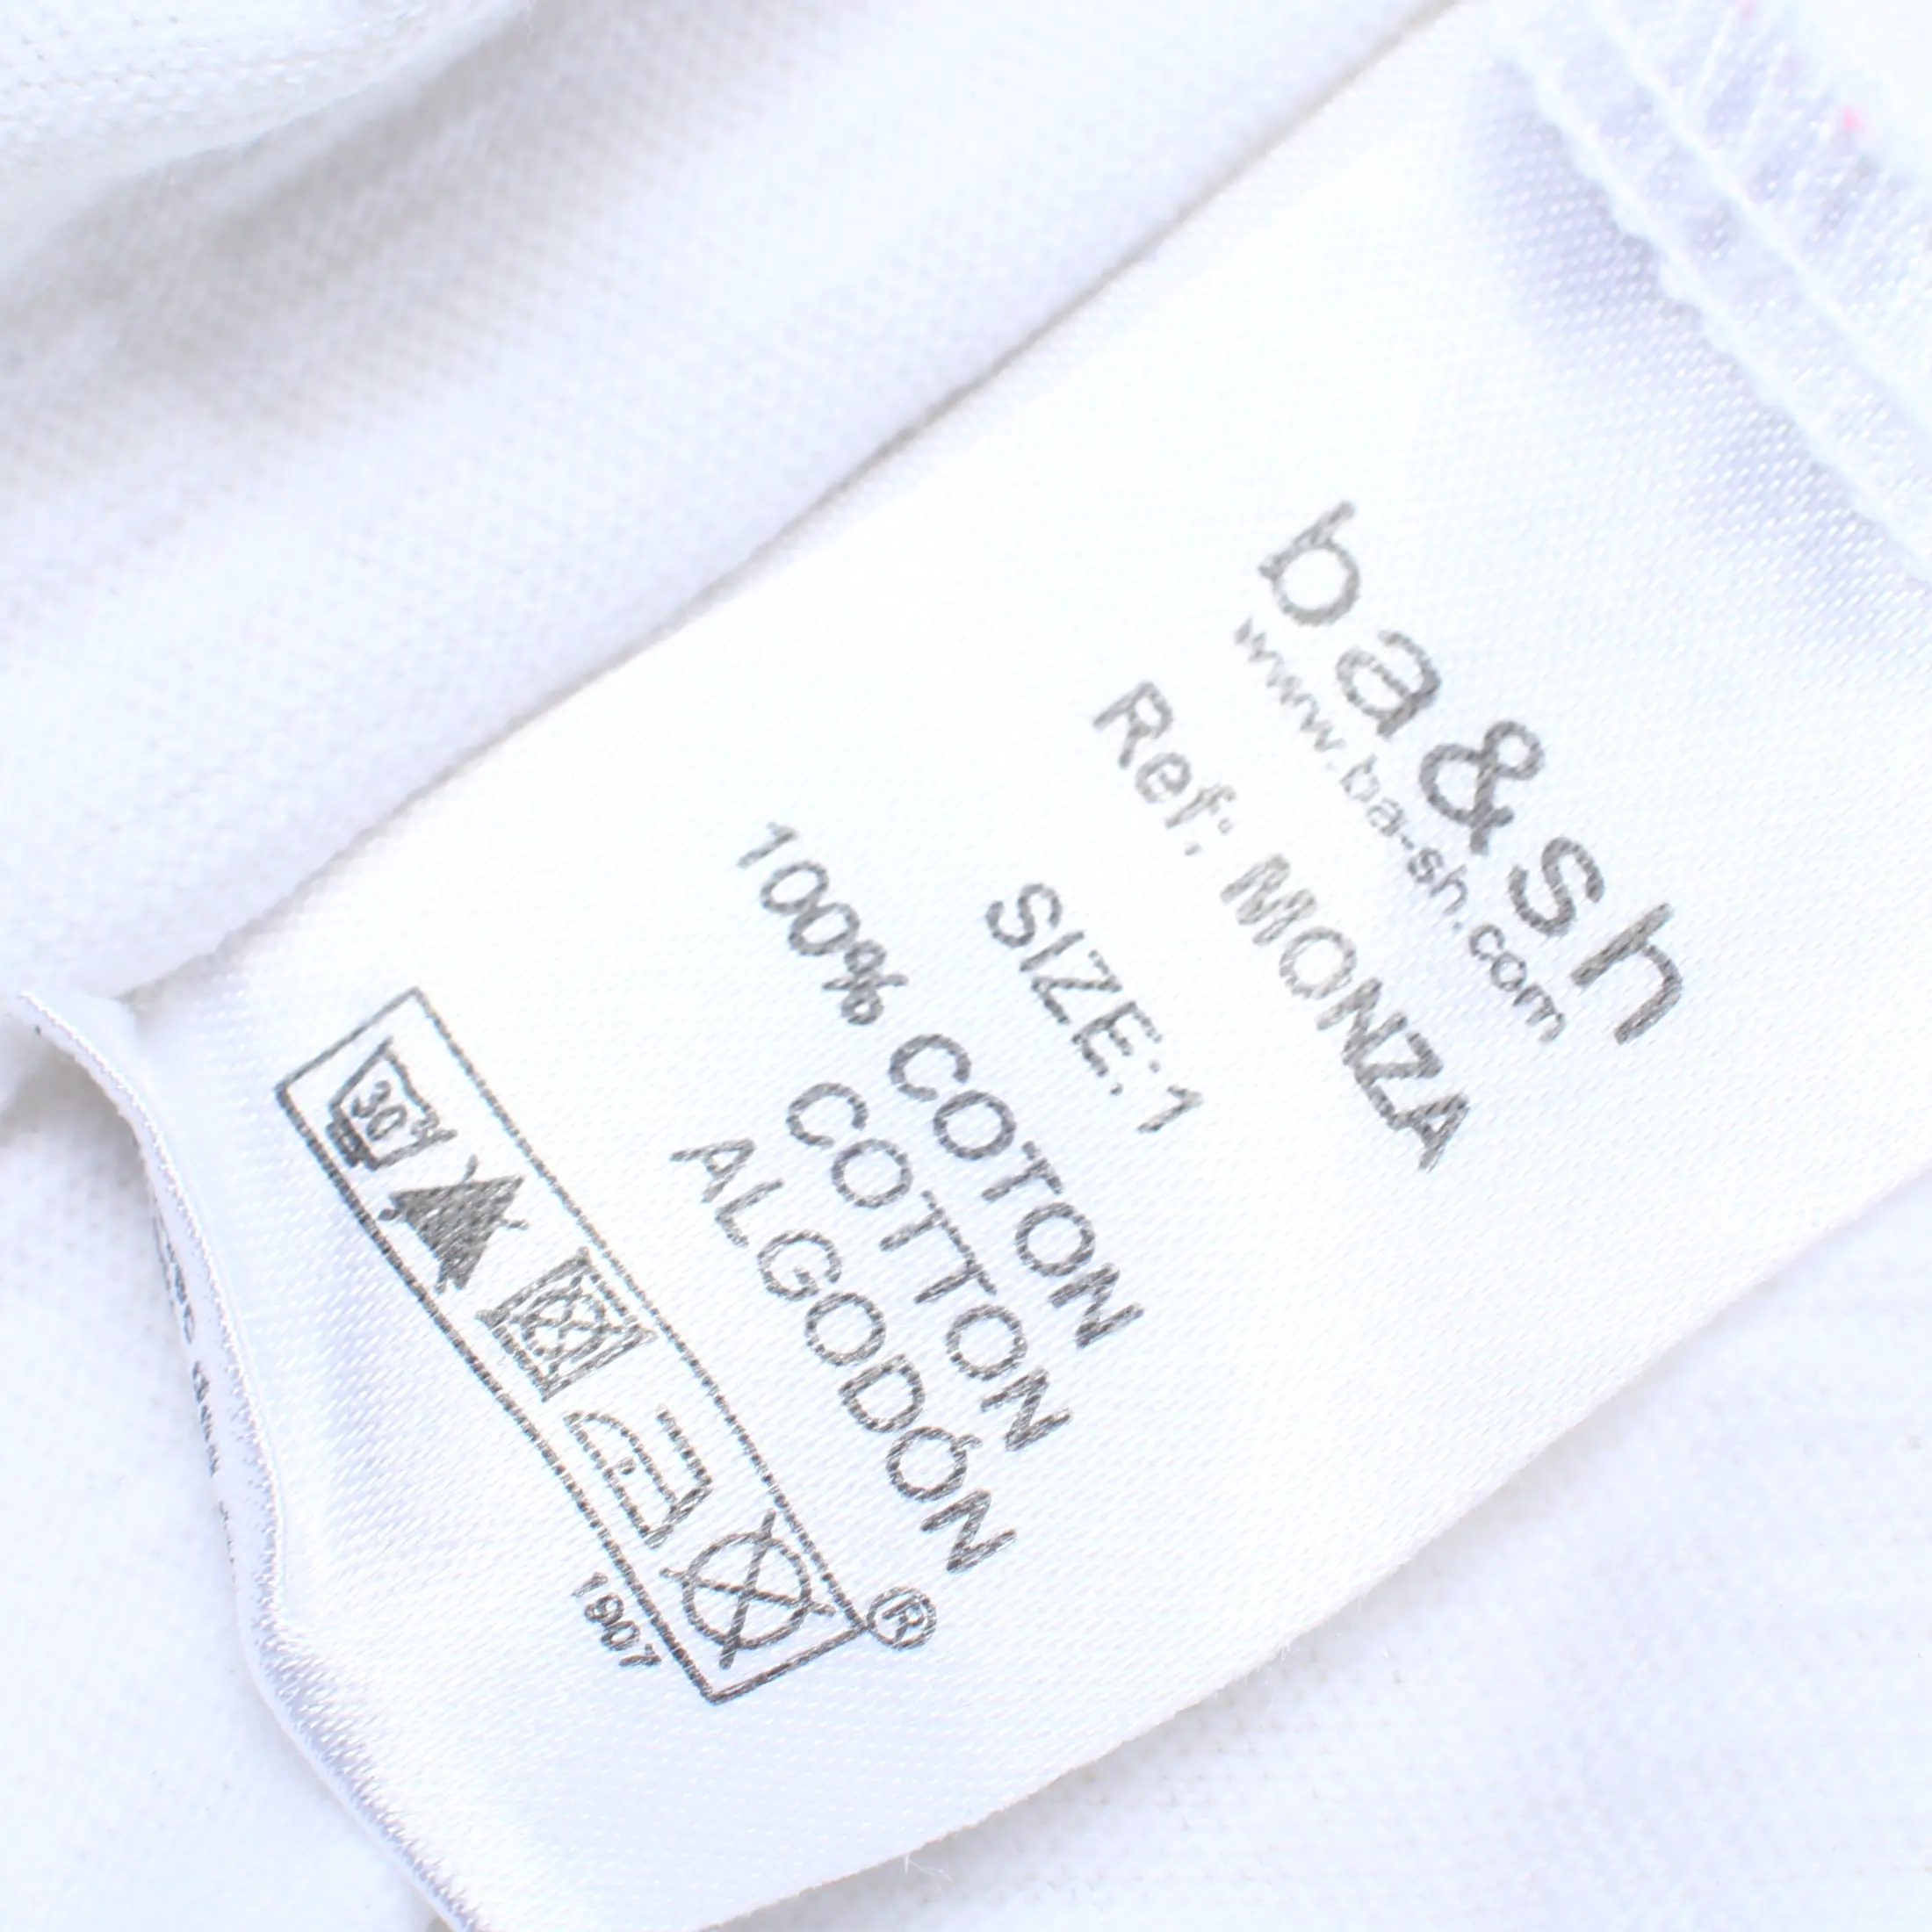 ba&sh
www.ba-sh.com
Ref: MONZA
SIZE:1
100% COTON
COTTON
ALGODÓN
30°
®
1907